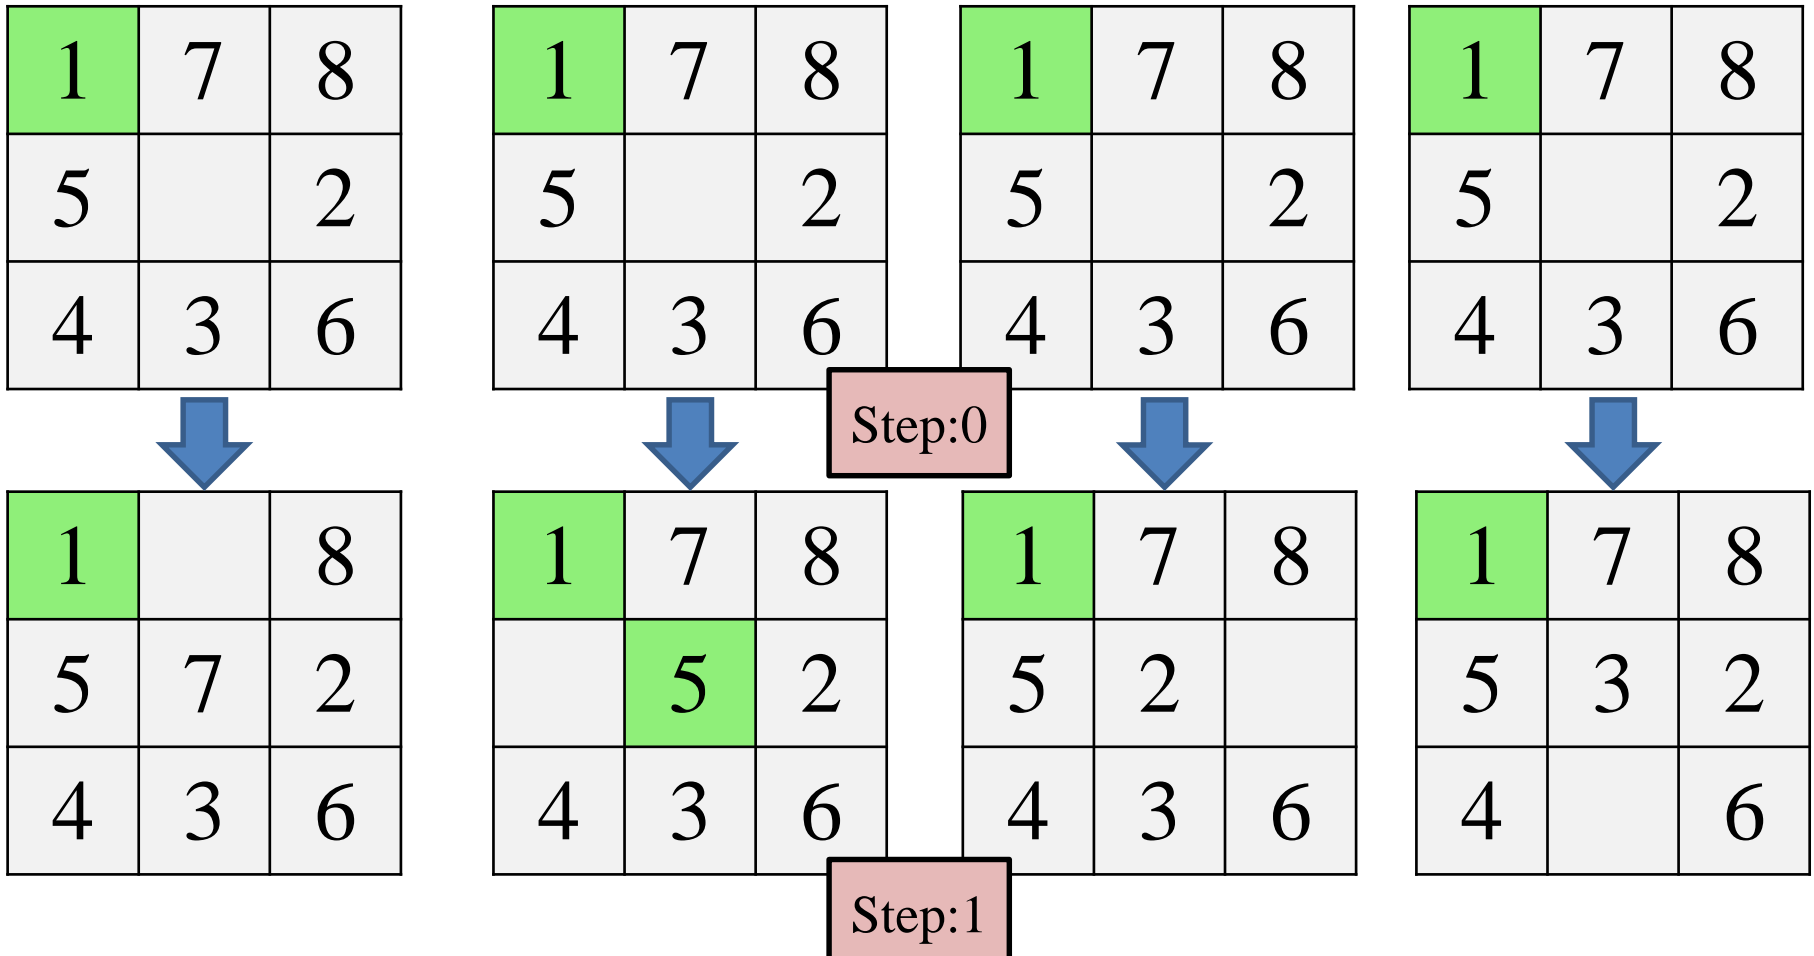 1 7 8 1 7 8 1 7 8 1 7 8
5 2 5 2 5 2 5 2
4 3 6 4 3 6 4 3 6 4 3 6
Step:0
1 8 1 7 8 1 7 8 1 7 8
5 7 2 5 2 5 2 5 3 2
4 3 6 4 3 6 4 3 6 4 6
Step:1